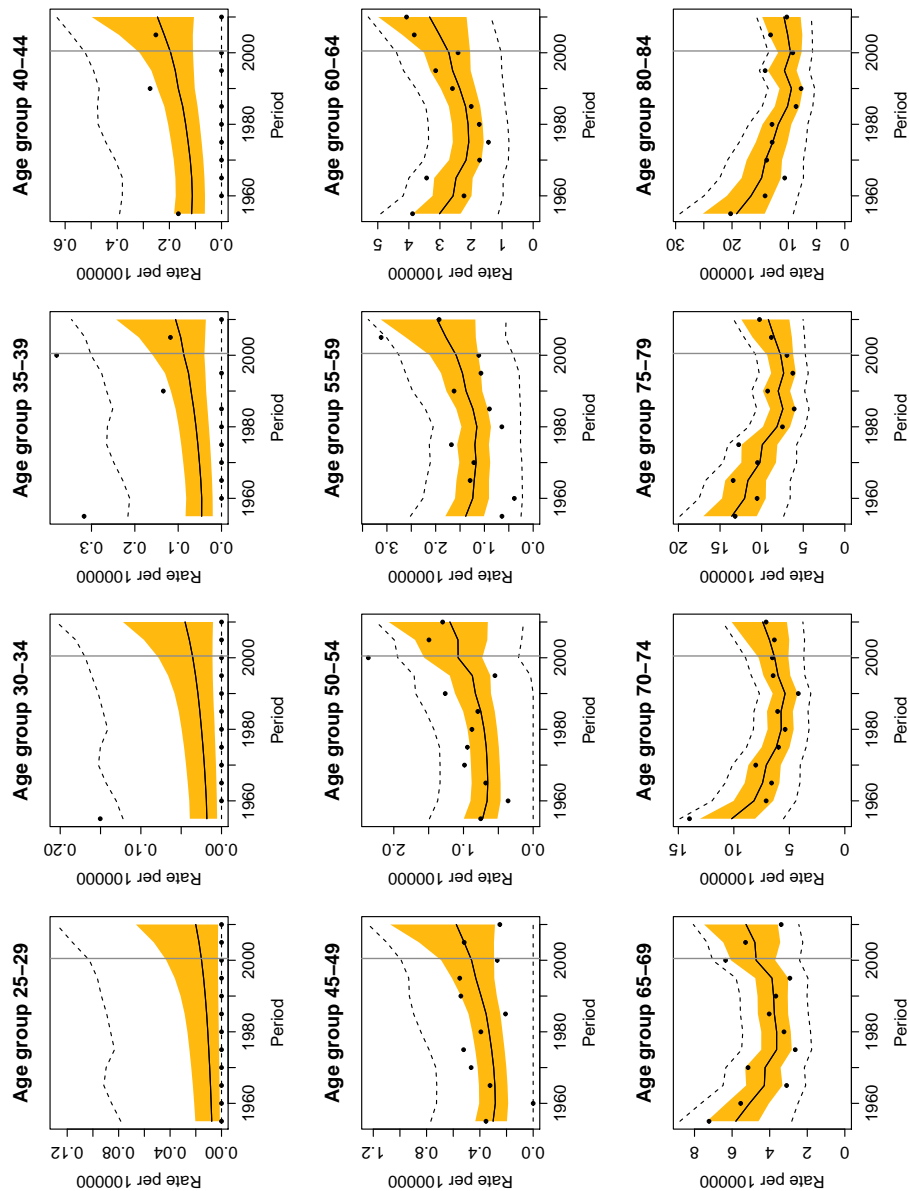 Age group 25−29
Rate per 100000
0.00 0.04 0.08 0.12
1960 1980 2000
Period
Age group 30−34
Rate per 100000
0.00 0.10 0.20
1960 1980 2000
Period
Age group 35−39
Rate per 100000
0.0 0.1 0.2 0.3
1960 1980 2000
Period
Age group 40−44
Rate per 100000
0.0 0.2 0.4 0.6
1960 1980 2000
Period
Age group 45−49
Rate per 100000
0.0 0.4 0.8 1.2
1960 1980 2000
Period
Age group 50−54
Rate per 100000
0.0 1.0 2.0
1960 1980 2000
Period
Age group 55−59
Rate per 100000
0.0 1.0 2.0 3.0
1960 1980 2000
Period
Age group 60−64
Rate per 100000
0 1 2 3 4 5
1960 1980 2000
Period
Age group 65−69
Rate per 100000
0 2 4 6 8
1960 1980 2000
Period
Age group 70−74
Rate per 100000
0 5 10 15
1960 1980 2000
Period
Age group 75−79
Rate per 100000
0 5 10 15 20
1960 1980 2000
Period
Age group 80−84
Rate per 100000
0 5 10 20 30
1960 1980 2000
Period